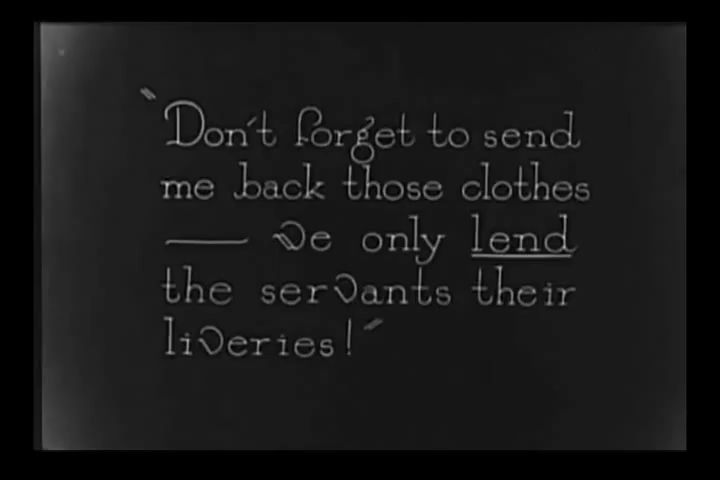 "Don't forget to send
me back those clothes
— We only lend
the servants their
liveries!"